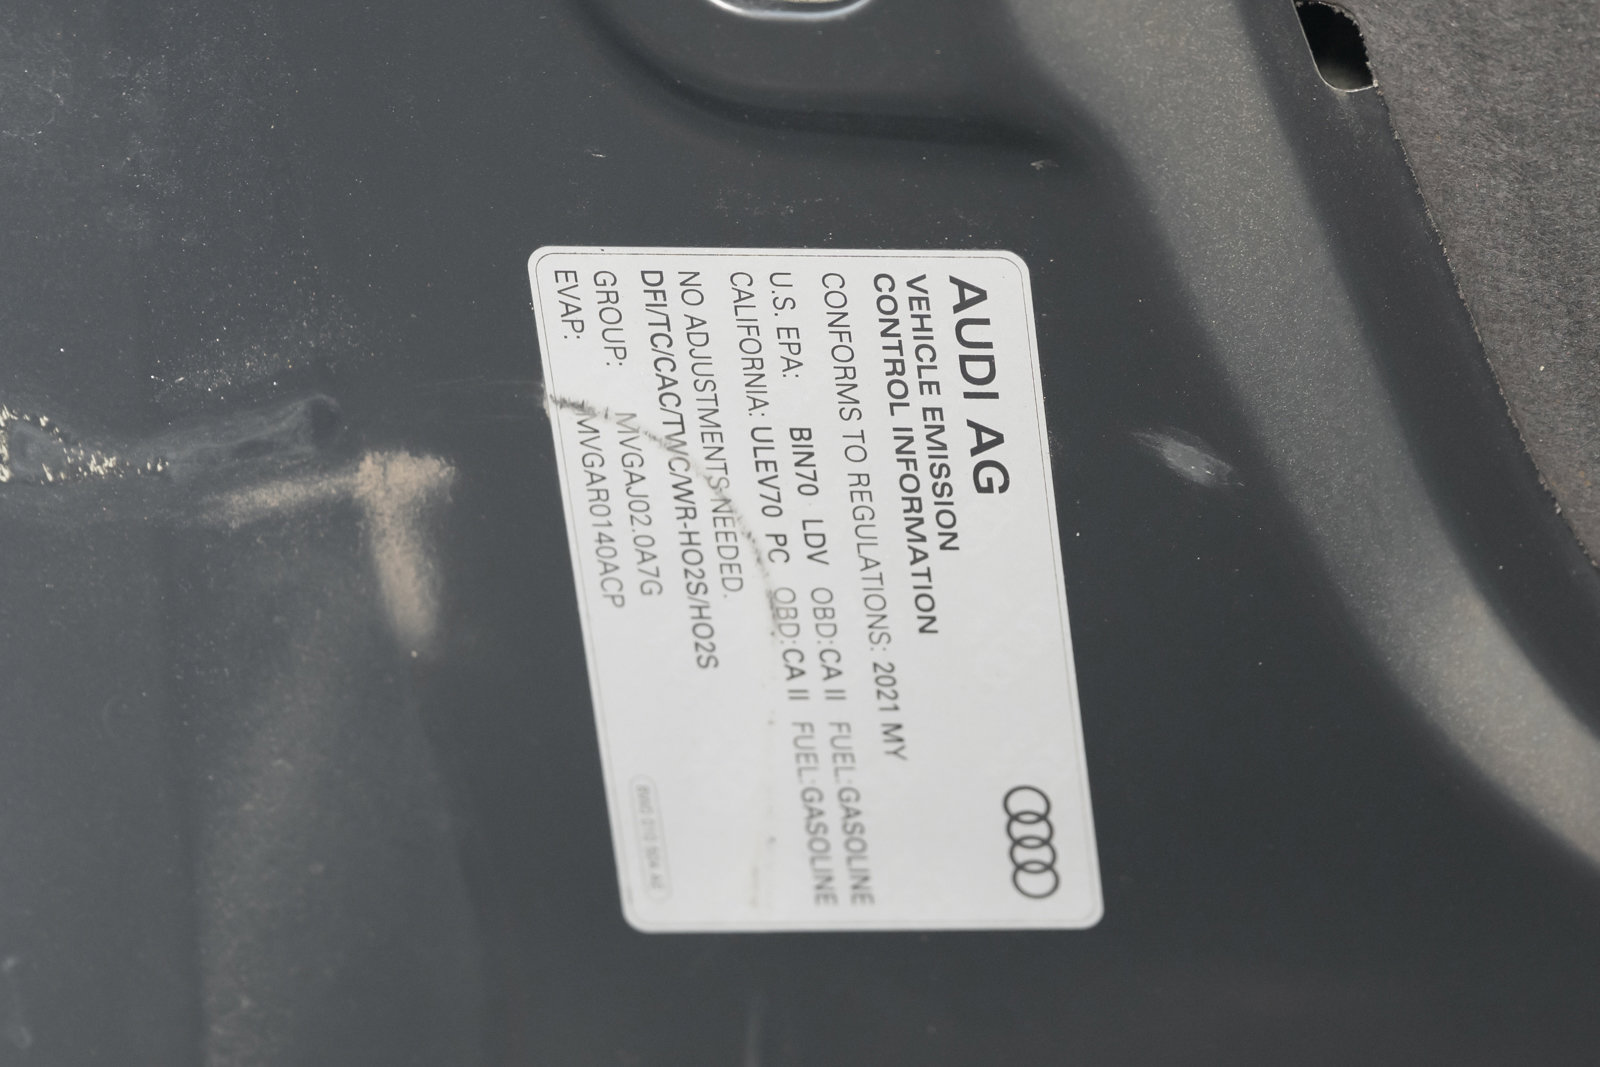 AUDI AG
VEHICLE EMISSION
CONTROL INFORMATION
CONFORMS TO REGULATIONS: 2021 MY
U.S. EPA: BIN70 LDV OBD:CA II FUEL:GASOLINE
CALIFORNIA: ULEV70 PC OBD:CA II FUEL:GASOLINE
NO ADJUSTMENTS NEEDED.
DFI/TC/CAC/TWC/WR-HO2S/HO2S
GROUP: MVGAJ02.0A7G
EVAP: MVGAR0140ACP